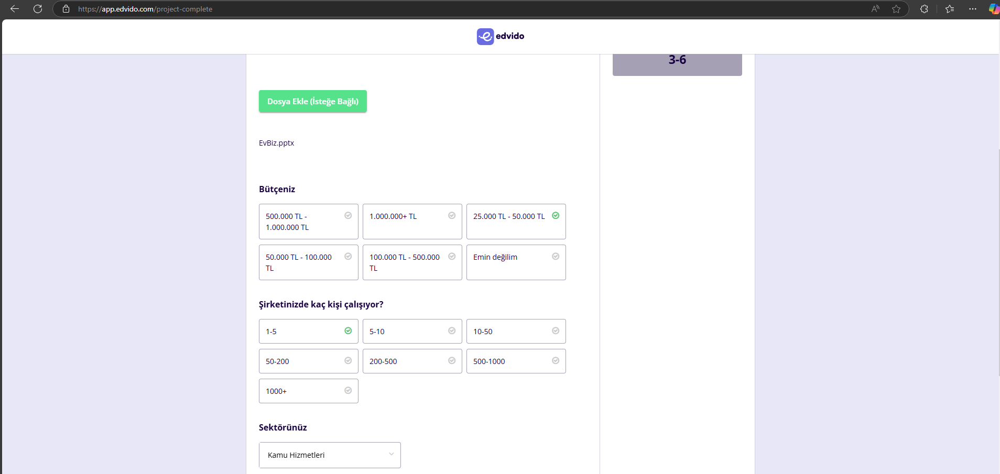 https://app.edvido.com/project-complete
edvido
3-6
Dosya Ekle (İsteğe Bağlı)
EvBiz.pptx
Bütçeniz
500.000 TL -
1.000.000 TL
1.000.000+ TL
25.000 TL - 50.000 TL
50.000 TL - 100.000
TL
100.000 TL - 500.000
TL
Emin değilim
Şirketinizde kaç kişi çalışıyor?
1-5
5-10
10-50
50-200
200-500
500-1000
1000+
Sektörünüz
Kamu Hizmetleri